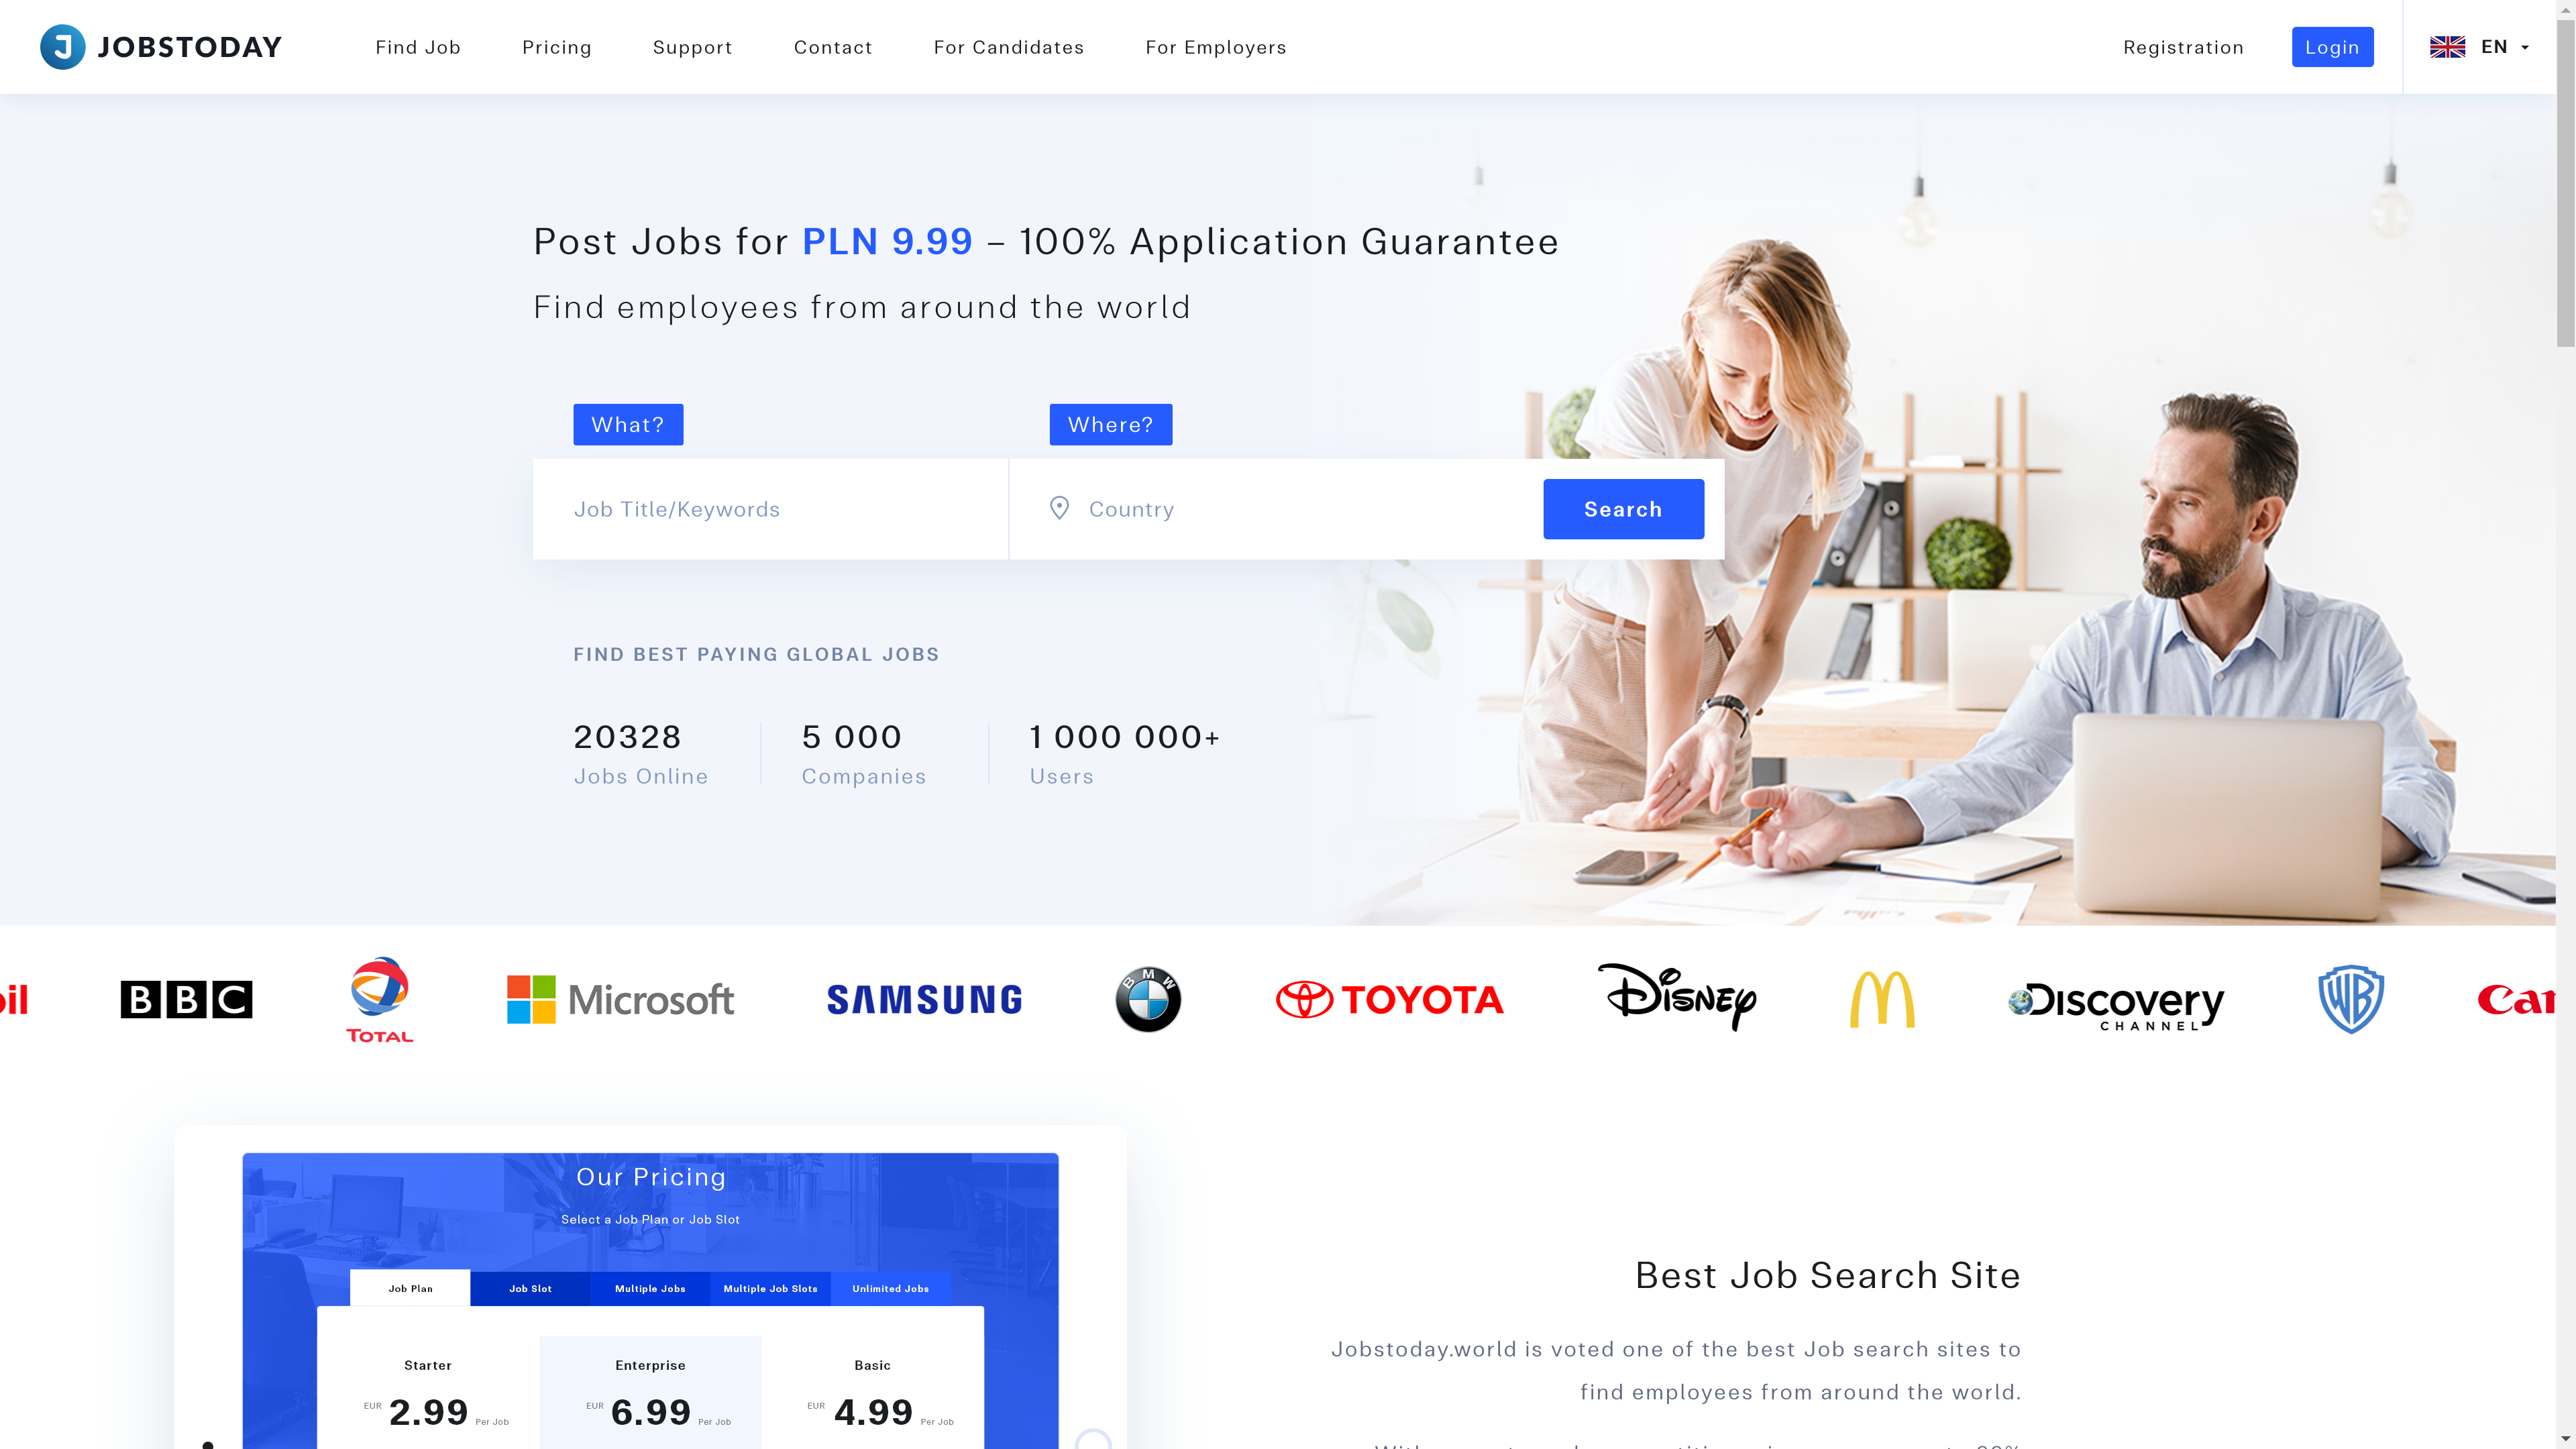 JOBSTODAY
Find Job
Pricing
Support
Contact
For Candidates
For Employers
Registration
Login
EN
Post Jobs for PLN 9.99 – 100% Application Guarantee
Find employees from around the world
What?
Where?
Job Title/Keywords
Country
Search
FIND BEST PAYING GLOBAL JOBS
20328
Jobs Online
5 000
Companies
1 000 000+
Users
BBC
TOTAL
Microsoft
SAMSUNG
BMW
TOYOTA
Disney
Discovery
CHANNEL
WB
Our Pricing
Select a Job Plan or Job Slot
Job Plan
Job Slot
Multiple Jobs
Multiple Job Slots
Unlimited Jobs
Starter
EUR 2.99 Per Job
Enterprise
EUR 6.99 Per Job
Basic
EUR 4.99 Per Job
Best Job Search Site
Jobstoday.world is voted one of the best Job search sites to
find employees from around the world.